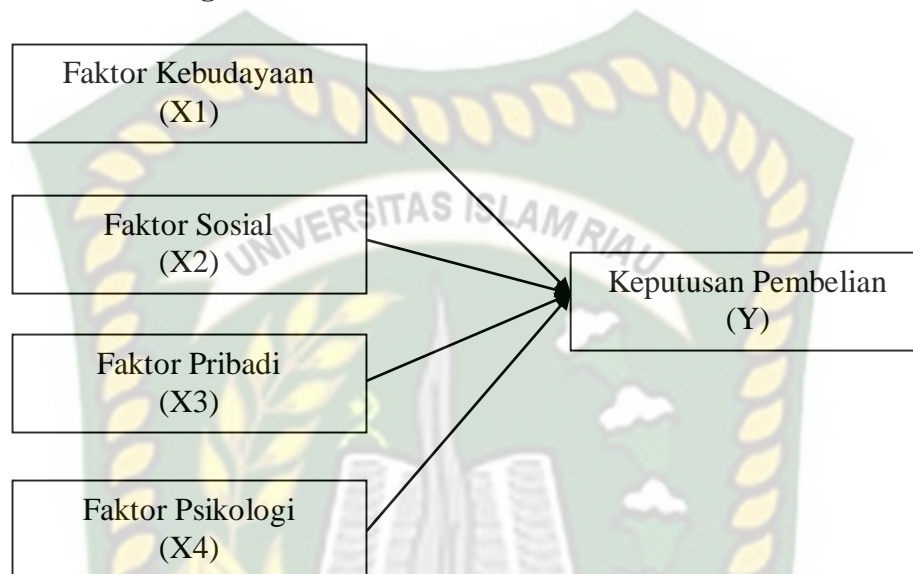 Faktor Kebudayaan
(X1)
Faktor Sosial
(X2)
UNIVERSITAS ISLAM RIAU
Keputusan Pembelian
(Y)
Faktor Pribadi
(X3)
Faktor Psikologi
(X4)